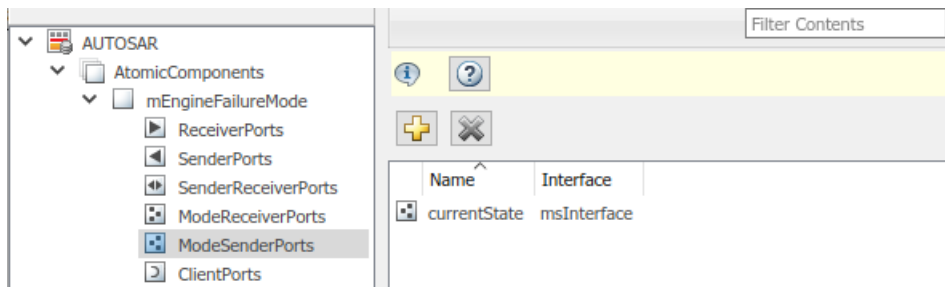 Filter Contents
AUTOSAR
AtomicComponents
mEngineFailureMode
ReceiverPorts
SenderPorts
SenderReceiverPorts
ModeReceiverPorts
ModeSenderPorts
ClientPorts
Name Interface
currentState msInterface